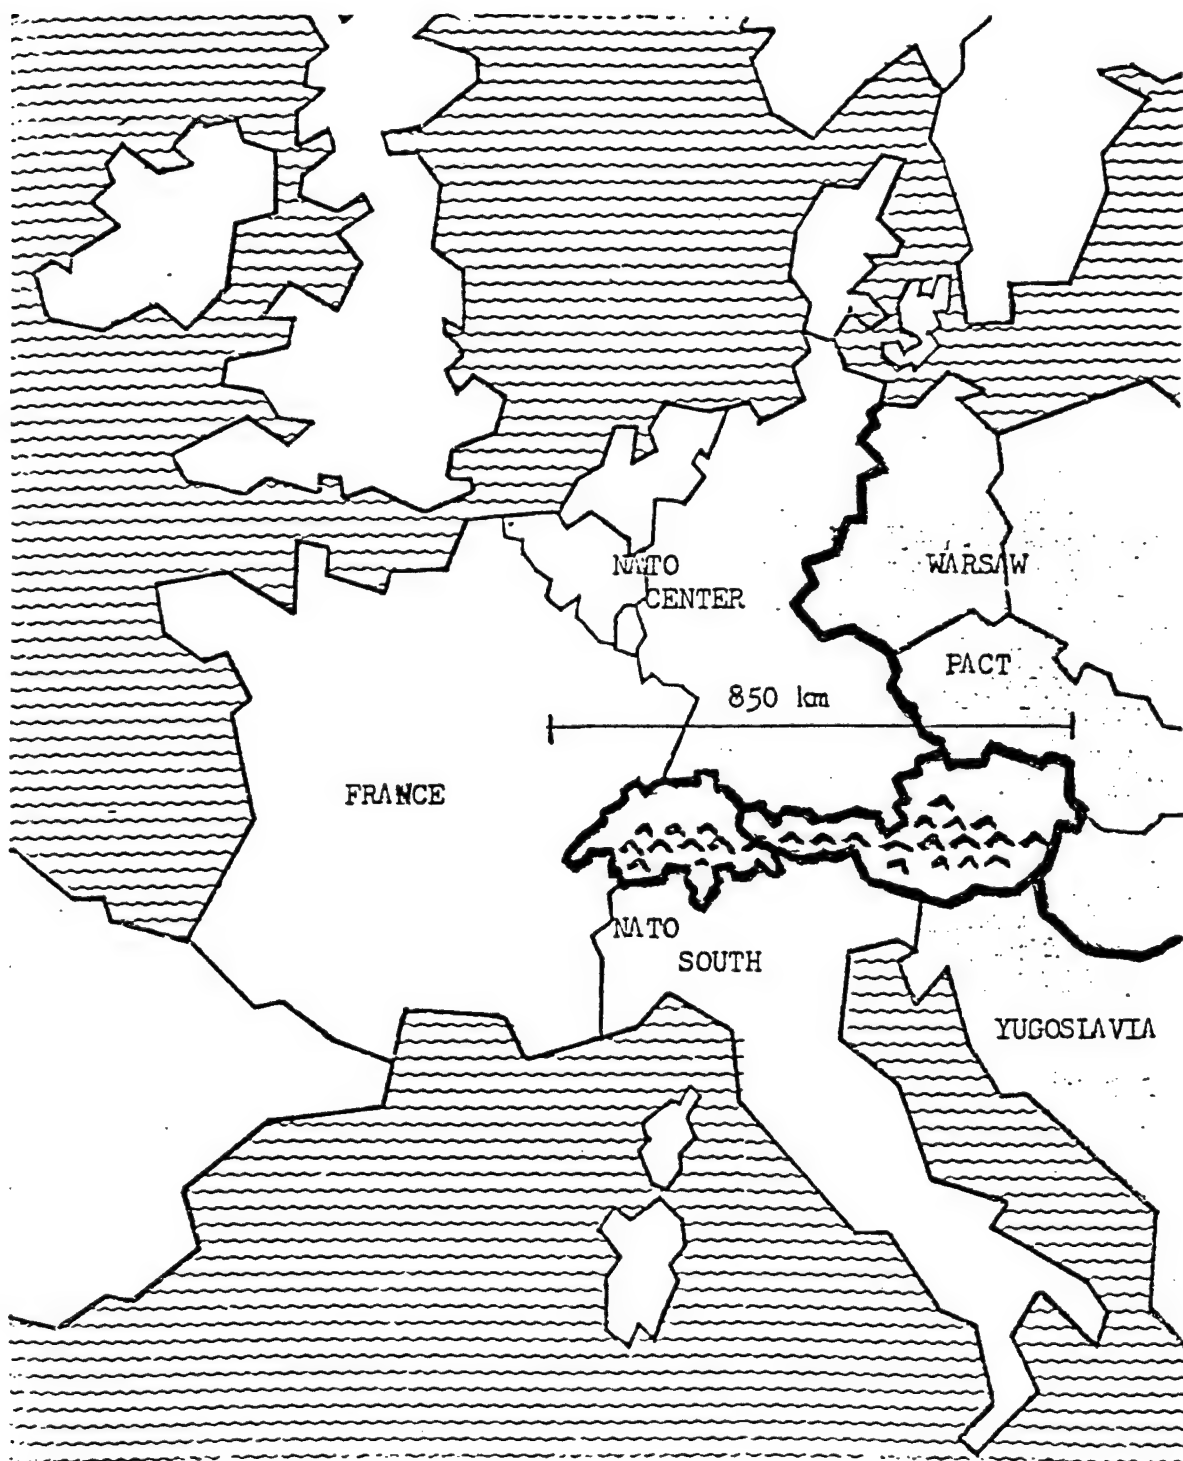 NATO
CENTER
WARSAW
PACT
850 km
FRANCE
NATO
SOUTH
YUGOSLAVIA